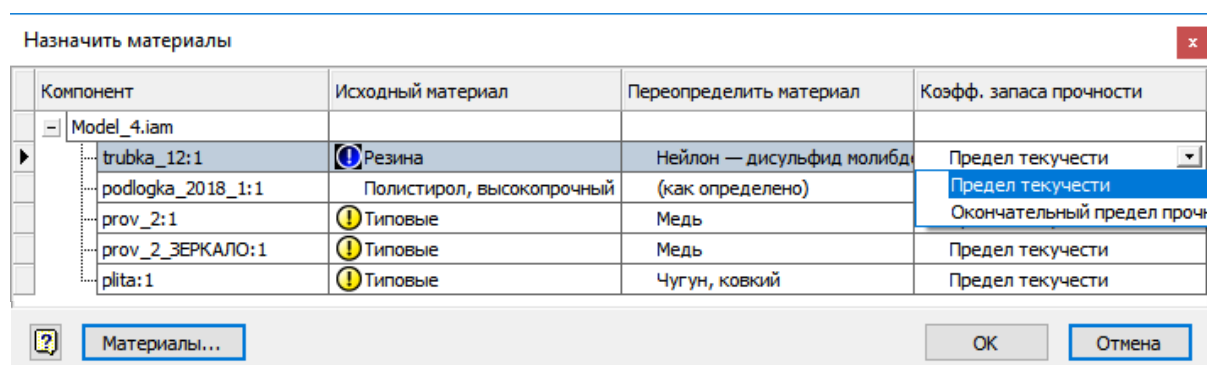 Назначить материалы
x
Компонент Исходный материал Переопределить материал Коэфф. запаса прочности
Model_4.iam
trubka_12:1 Резина Нейлон — дисульфид молибд Предел текучести
podlogka_2018_1:1 Полистирол, высокопрочный (как определено) Предел текучести
prov_2:1 Типовые Медь Окончательный предел проч
prov_2_ЗЕРКАЛО:1 Типовые Медь Предел текучести
plita:1 Типовые Чугун, ковкий Предел текучести
? Материалы... OK Отмена